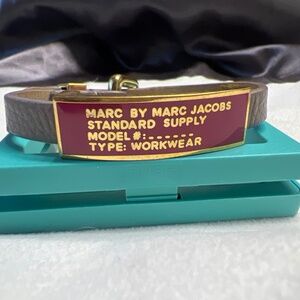 MARC BY MARC JACOBS
STANDARD SUPPLY
MODEL #:_ _ _ _ _ _
TYPE: WORKWEAR